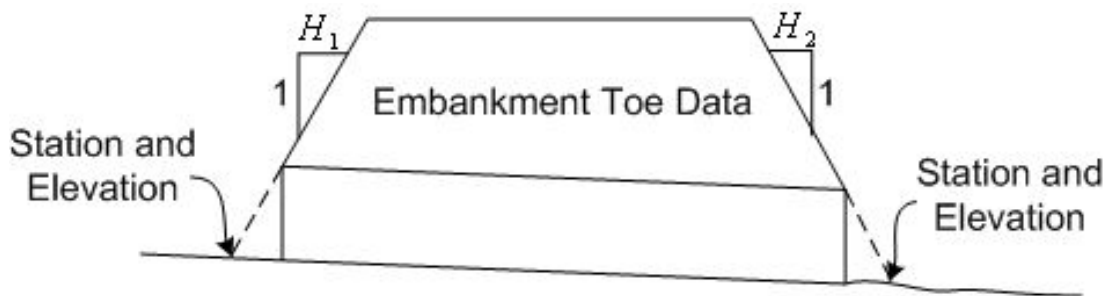 H₁
H₂
1
1
Embankment Toe Data
Station and
Elevation
Station and
Elevation